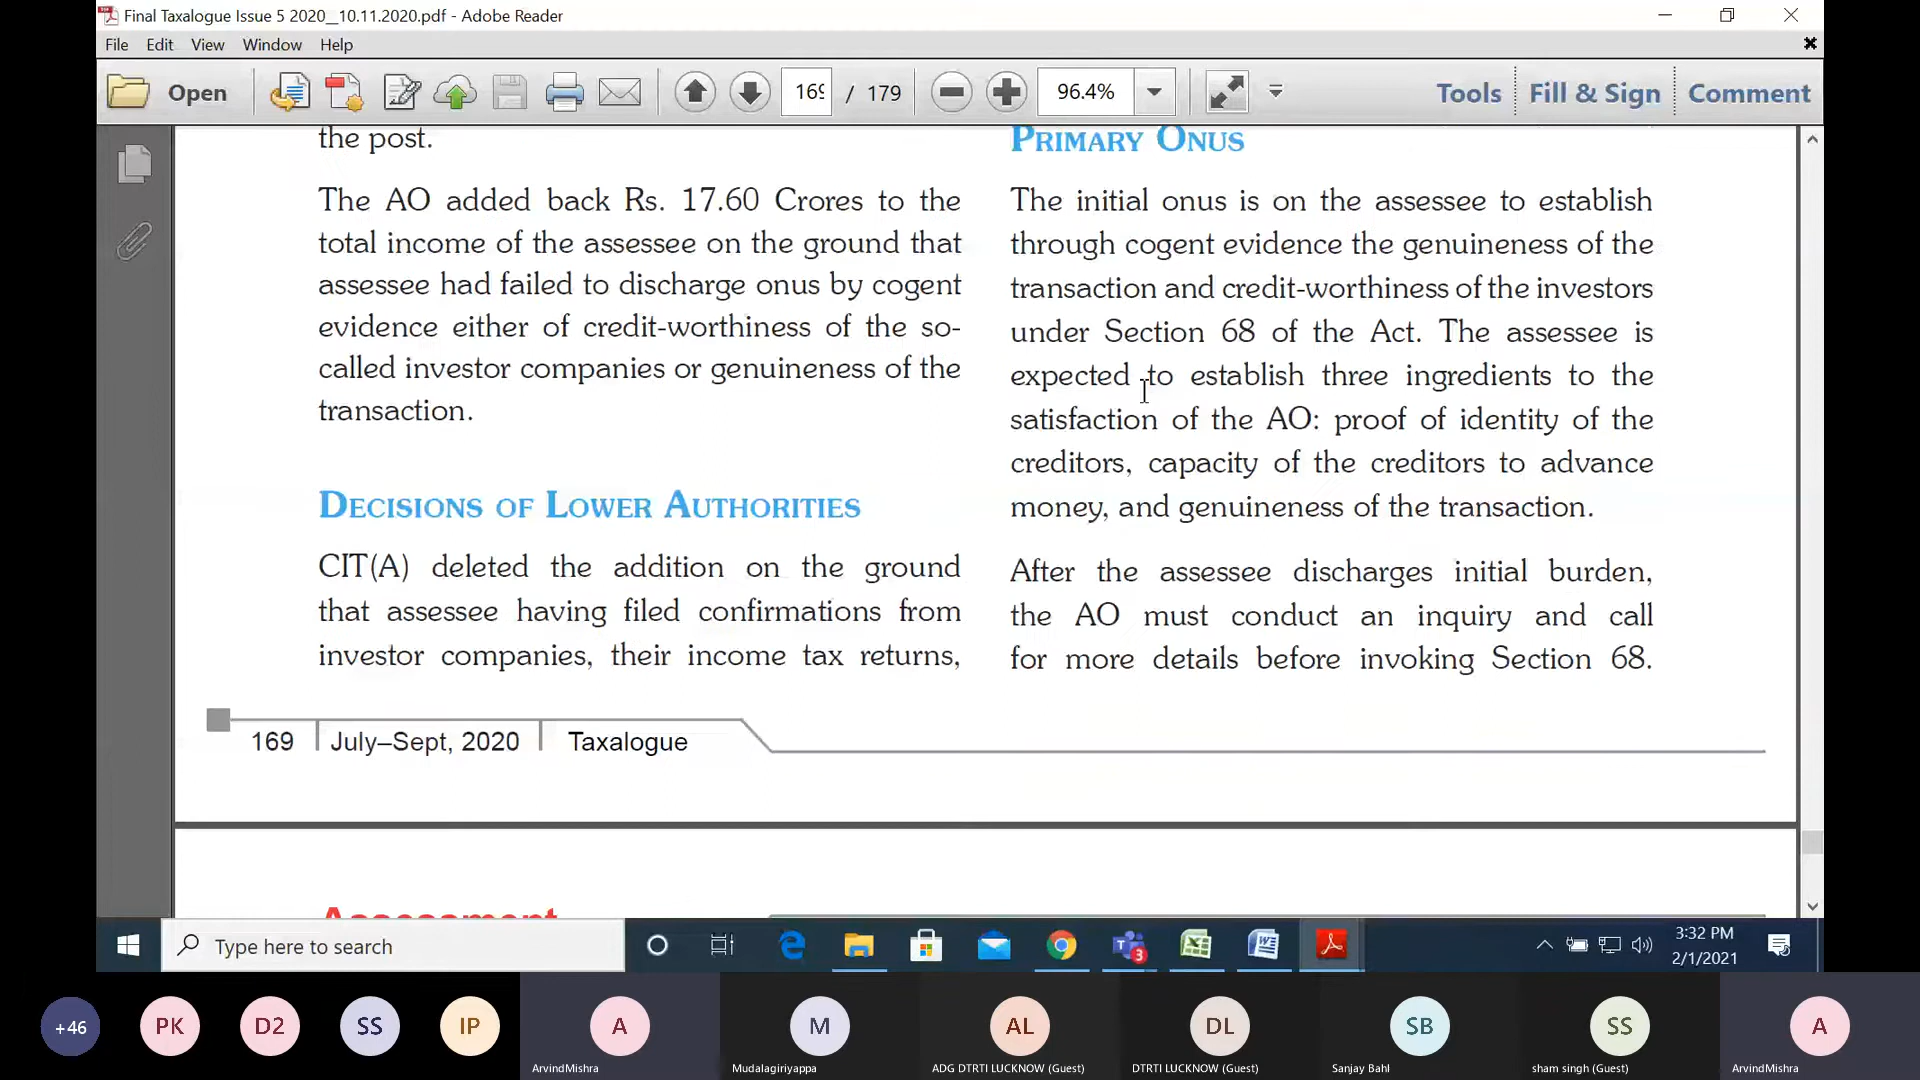 Final Taxalogue Issue 5 2020_10.11.2020.pdf - Adobe Reader
File Edit View Window Help
Open 169 / 179 96.4% Tools Fill & Sign Comment
the post.
The AO added back Rs. 17.60 Crores to the
total income of the assessee on the ground that
assessee had failed to discharge onus by cogent
evidence either of credit-worthiness of the so-
called investor companies or genuineness of the
transaction.
DECISIONS OF LOWER AUTHORITIES
CIT(A) deleted the addition on the ground
that assessee having filed confirmations from
investor companies, their income tax returns,
PRIMARY ONUS
The initial onus is on the assessee to establish
through cogent evidence the genuineness of the
transaction and credit-worthiness of the investors
under Section 68 of the Act. The assessee is
expected to establish three ingredients to the
satisfaction of the AO: proof of identity of the
creditors, capacity of the creditors to advance
money, and genuineness of the transaction.
After the assessee discharges initial burden,
the AO must conduct an inquiry and call
for more details before invoking Section 68.
169 July–Sept, 2020 Taxalogue
Assessment
Type here to search
3
3:32 PM
2/1/2021
+46 PK D2 SS IP A M AL DL SB SS A
ArvindMishra Mudalagiriyappa ADG DTRTI LUCKNOW (Guest) DTRTI LUCKNOW (Guest) Sanjay Bahl sham singh (Guest) ArvindMishra